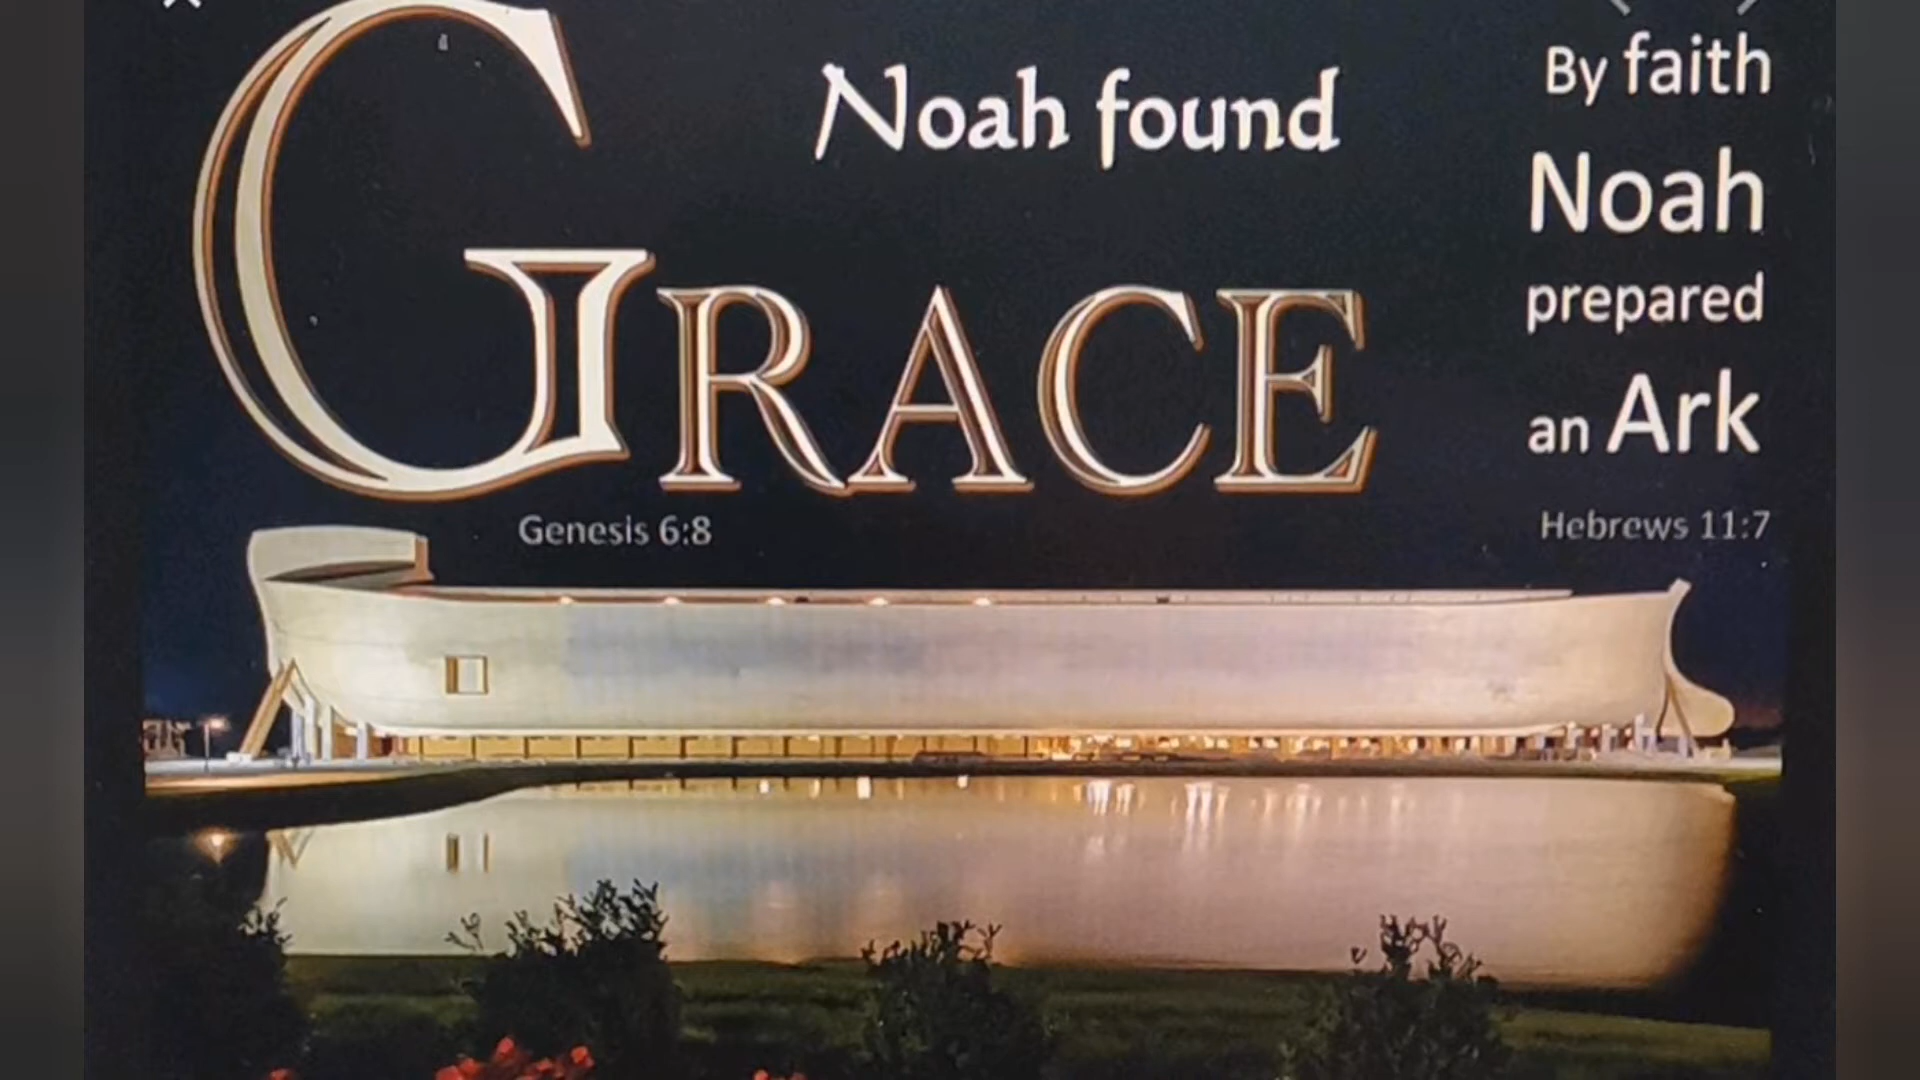 Noah found
GRACE
Genesis 6:8
By faith
Noah
prepared
an Ark
Hebrews 11:7